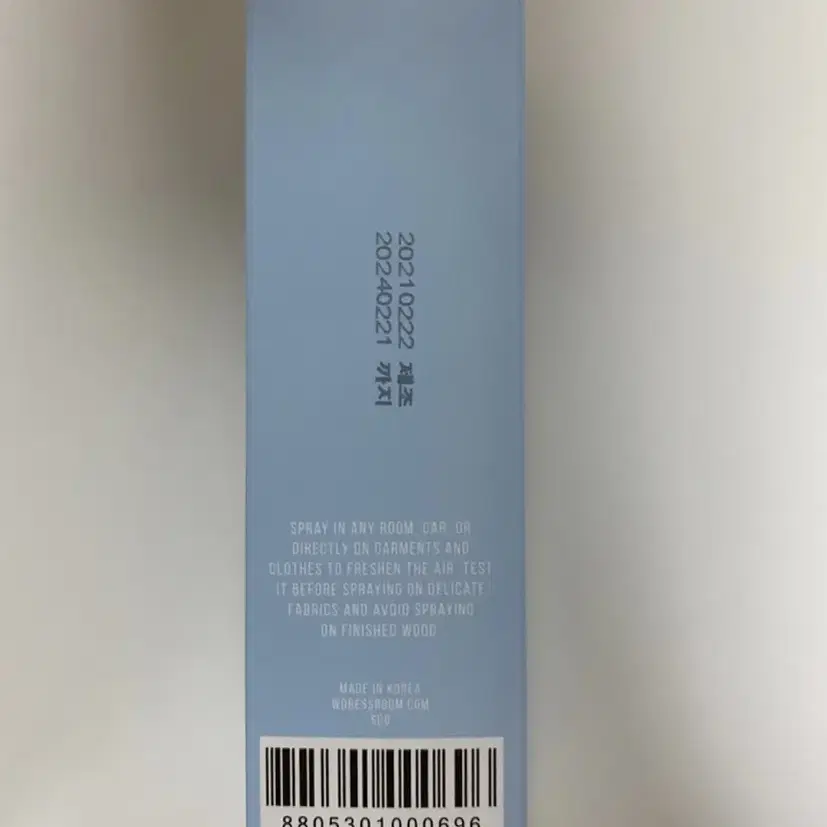 20210222 제조
20240221 까지
SPRAY IN ANY ROOM, CAR, OR
DIRECTLY ON GARMENTS AND
CLOTHES TO FRESHEN THE AIR. TEST
IT BEFORE SPRAYING ON DELICATE
FABRICS AND AVOID SPRAYING
ON FINISHED WOOD
MADE IN KOREA
WDRESSROOM.COM
8805301000696